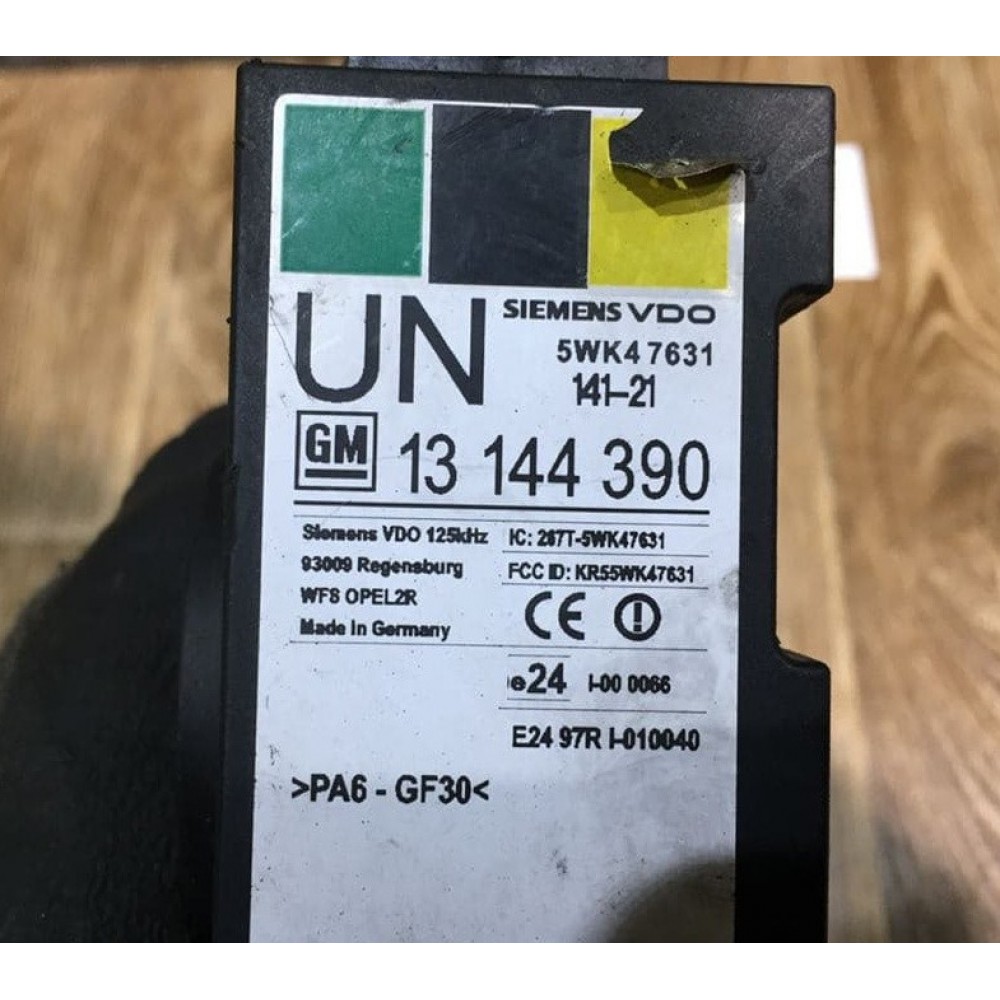 UN
SIEMENS VDO
5WK4 7631
141-21
GM 13 144 390
Siemens VDO 125kHz
93009 Regensburg
WFS OPEL2R
Made In Germany
IC: 267T-5WK47631
FCC ID: KR55WK47631
CE
e24 I-00 0066
E24 97R I-010040
>PA6 - GF30<